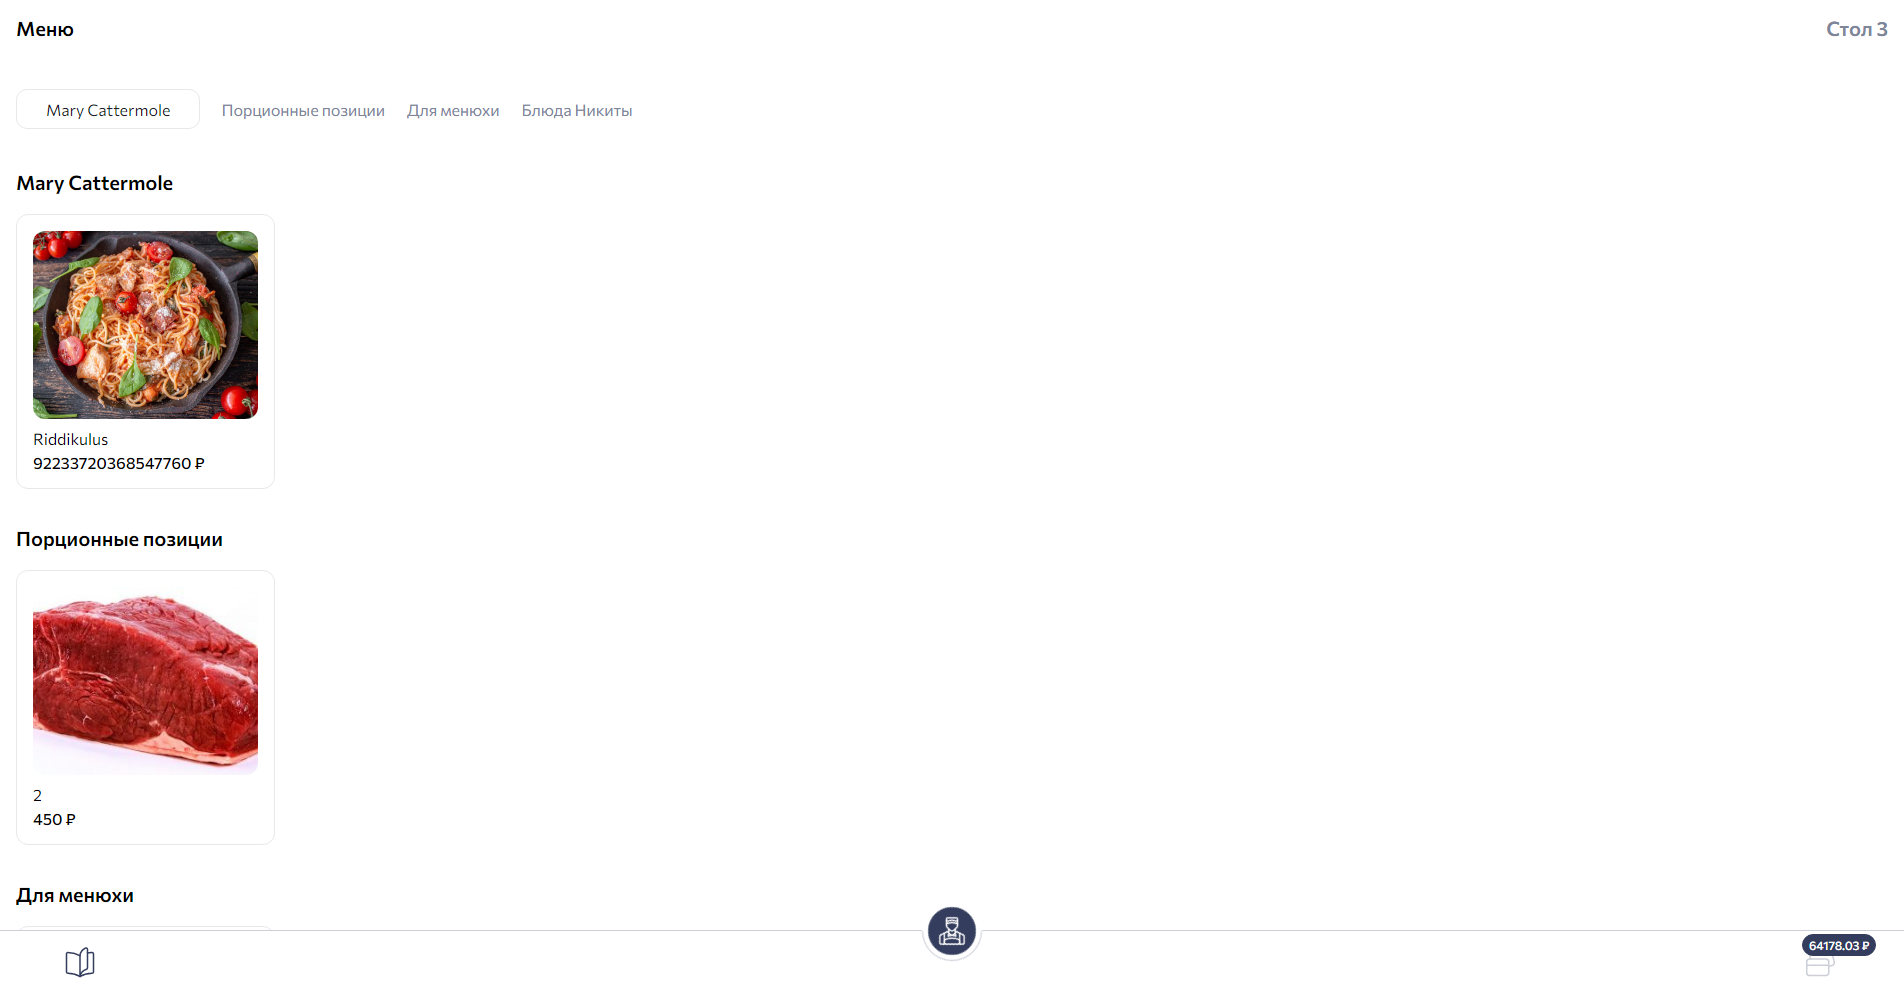 Меню
Стол 3
Mary Cattermole
Порционные позиции
Для менюхи
Блюда Никиты
Mary Cattermole
Riddikulus
92233720368547760 ₽
Порционные позиции
2
450 ₽
Для менюхи
64178.03 ₽